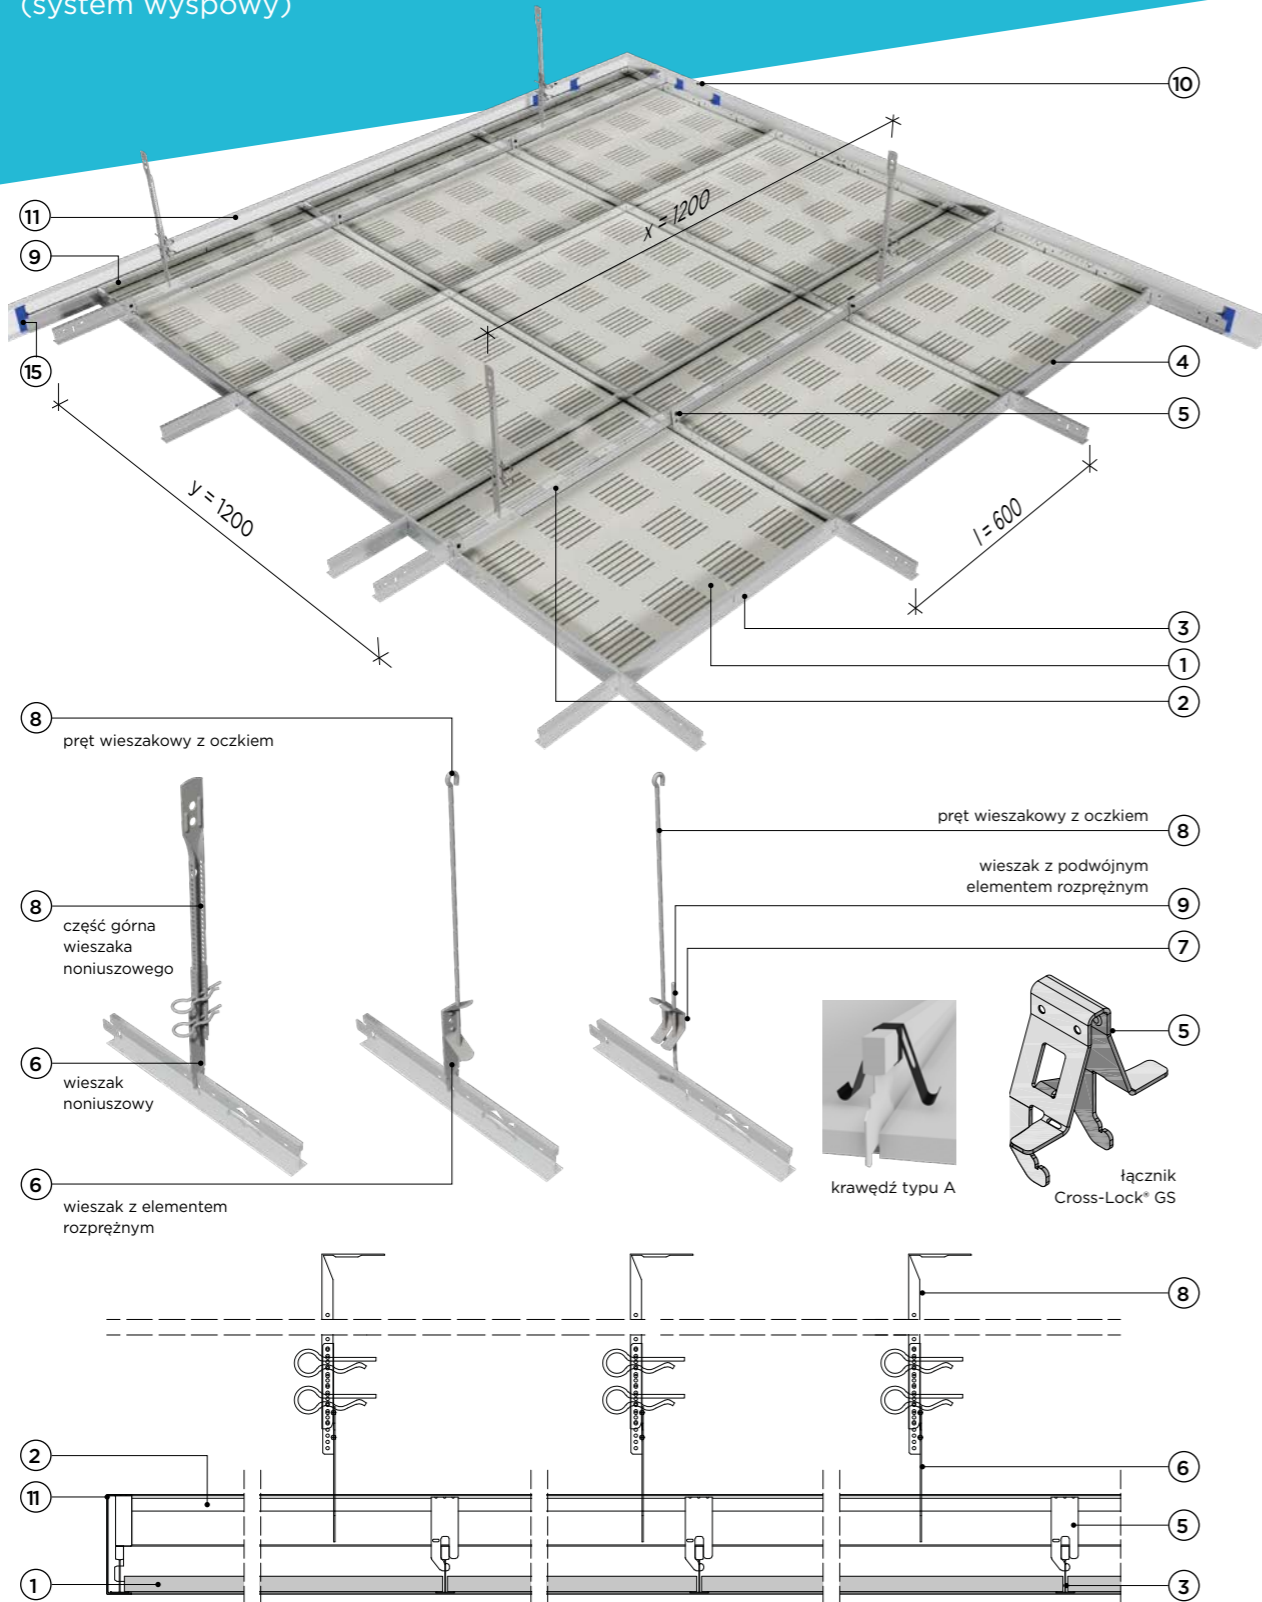 (system wyspowy)
10
x = 1200
11
9
15
4
5
y = 1200
l = 600
3
1
2
8
pręt wieszakowy z oczkiem
pręt wieszakowy z oczkiem
8
wieszak z podwójnym
elementem rozprężnym
9
7
8
część górna
wieszaka
noniuszowego
5
6
wieszak
noniuszowy
krawędź typu A
łącznik
Cross-Lock® GS
6
wieszak z elementem
rozprężnym
8
2
6
11
5
1
3